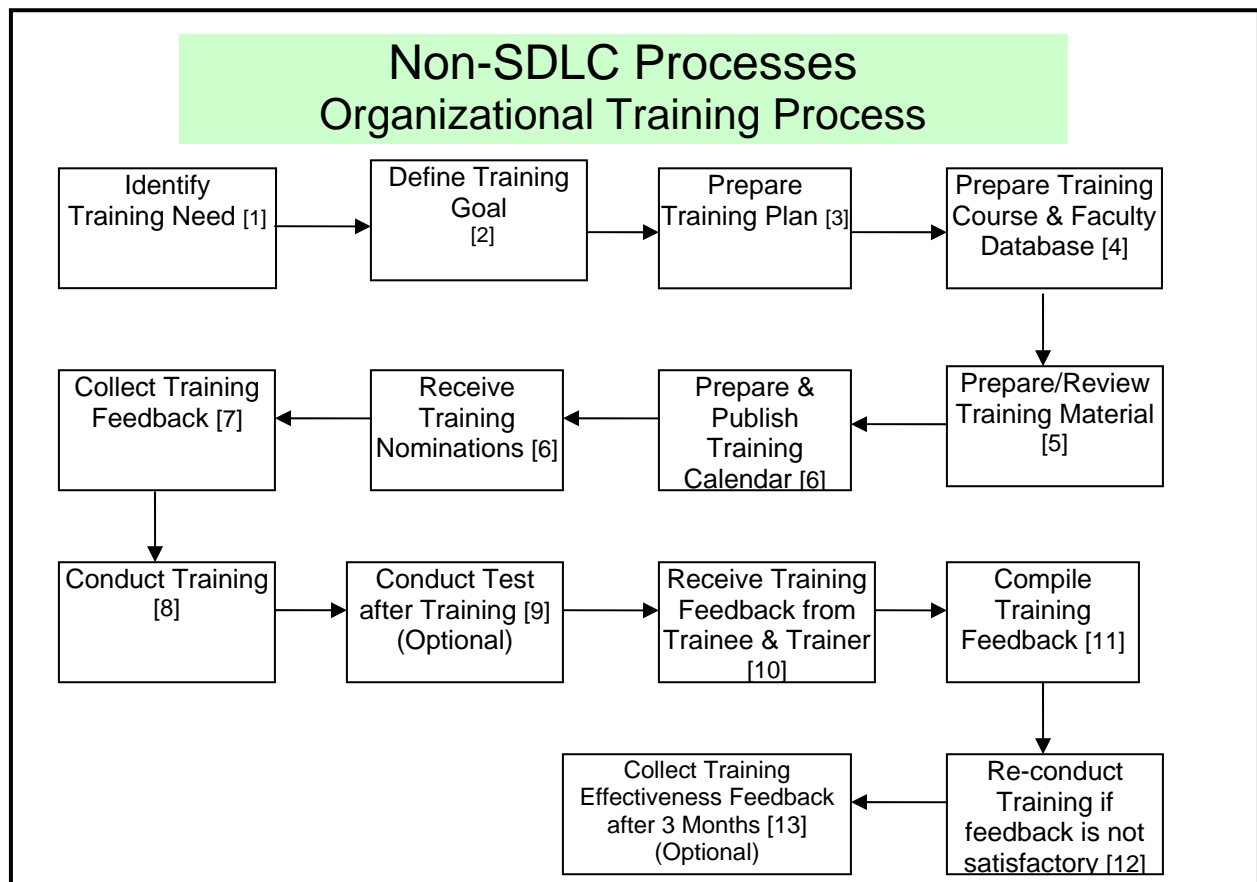 Non-SDLC Processes
Organizational Training Process
Identify
Training Need [1]
Define Training
Goal
[2]
Prepare
Training Plan [3]
Prepare Training
Course & Faculty
Database [4]
Prepare/Review
Training Material
[5]
Prepare &
Publish
Training
Calendar [6]
Receive
Training
Nominations [6]
Collect Training
Feedback [7]
Conduct Training
[8]
Conduct Test
after Training [9]
(Optional)
Receive Training
Feedback from
Trainee & Trainer
[10]
Compile
Training
Feedback [11]
Re-conduct
Training if
feedback is not
satisfactory [12]
Collect Training
Effectiveness Feedback
after 3 Months [13]
(Optional)